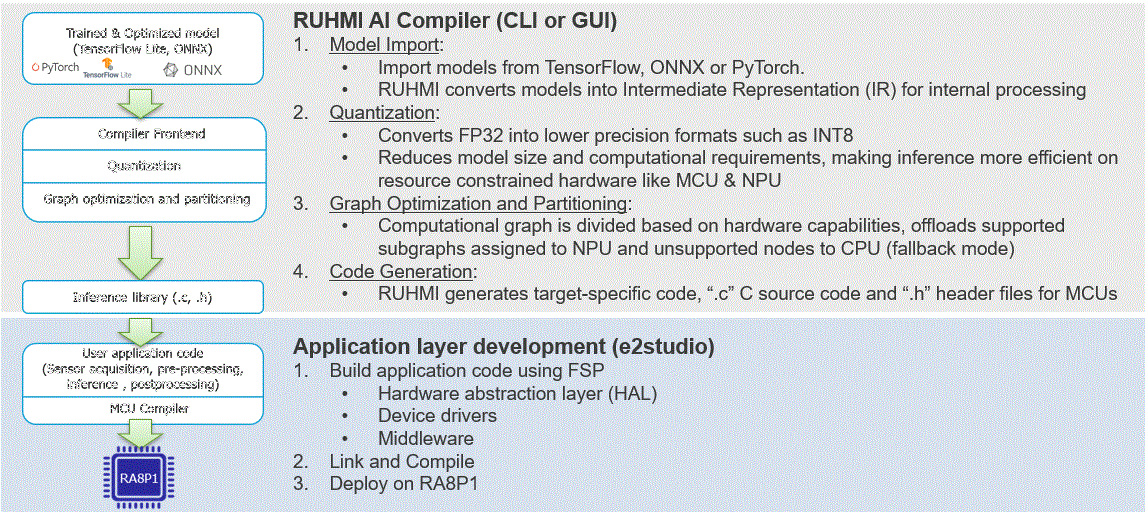 Trained & Optimized model
(TensorFlow Lite, ONNX)
PyTorch
TensorFlow Lite
ONNX
Compiler Frontend
Quantization
Graph optimization and partitioning
Inference library (.c, .h)
User application code
(Sensor acquisition, pre-processing,
inference , postprocessing)
MCU Compiler
RA8P1
RUHMI AI Compiler (CLI or GUI)
1. Model Import:
• Import models from TensorFlow, ONNX or PyTorch.
• RUHMI converts models into Intermediate Representation (IR) for internal processing
2. Quantization:
• Converts FP32 into lower precision formats such as INT8
• Reduces model size and computational requirements, making inference more efficient on
resource constrained hardware like MCU & NPU
3. Graph Optimization and Partitioning:
• Computational graph is divided based on hardware capabilities, offloads supported
subgraphs assigned to NPU and unsupported nodes to CPU (fallback mode)
4. Code Generation:
• RUHMI generates target-specific code, “.c” C source code and “.h” header files for MCUs
Application layer development (e2studio)
1. Build application code using FSP
• Hardware abstraction layer (HAL)
• Device drivers
• Middleware
2. Link and Compile
3. Deploy on RA8P1